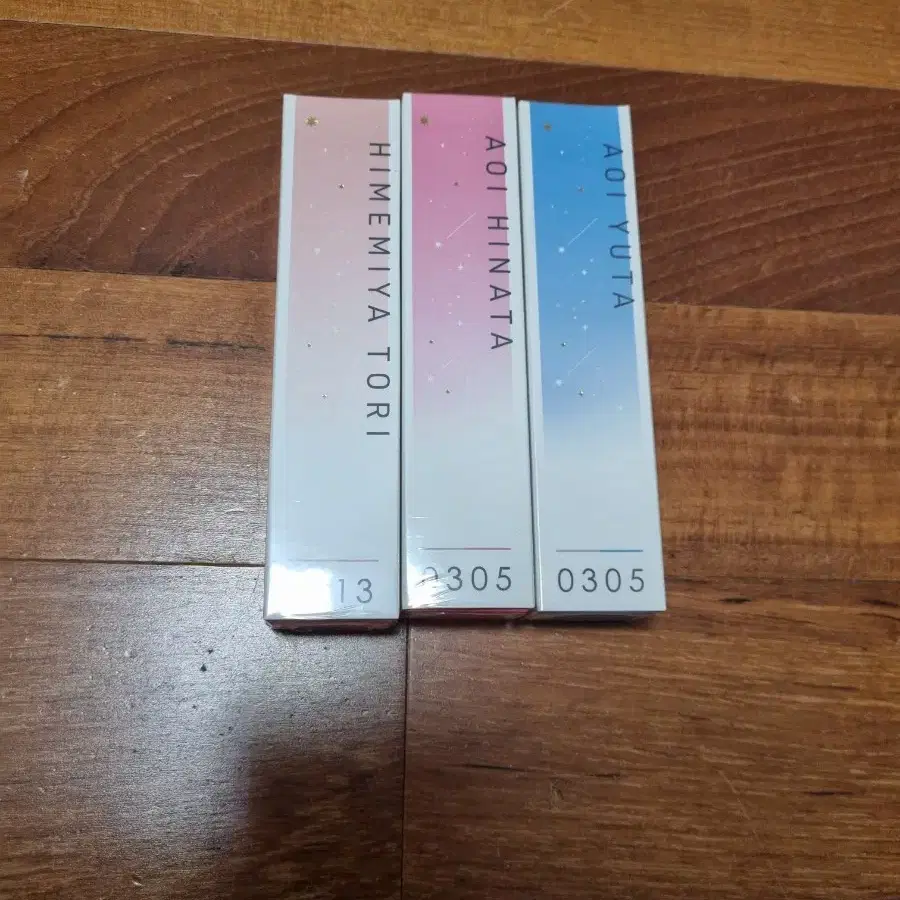 HIMEMIYA TORI
13
AOI HINATA
0305
AOI YUTA
0305